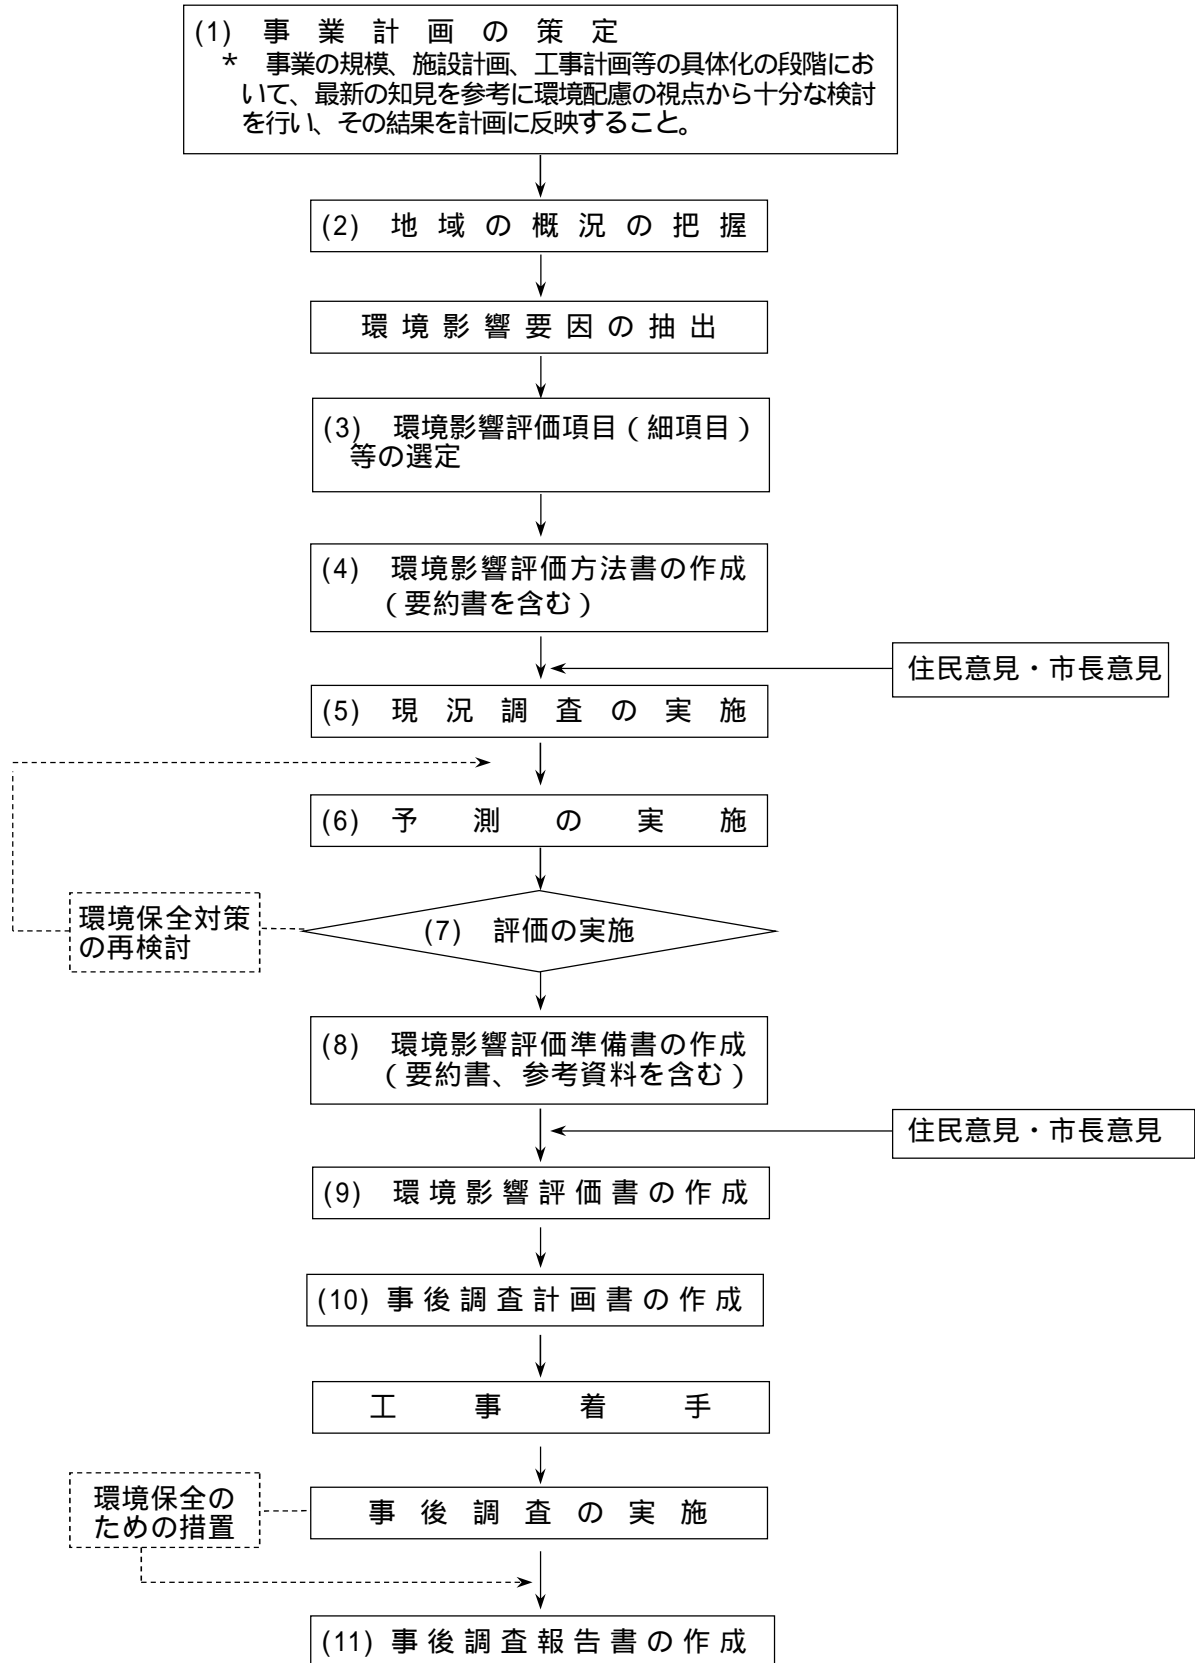 (1) 事業計画の策定
* 事業の規模、施設計画、工事計画等の具体化の段階にお
いて、最新の知見を参考に環境配慮の視点から十分な検討
を行い、その結果を計画に反映すること。
(2) 地域の概況の把握
環境影響要因の抽出
(3) 環境影響評価項目（細項目）
等の選定
(4) 環境影響評価方法書の作成
（要約書を含む）
住民意見・市長意見
(5) 現況調査の実施
(6) 予測の実施
環境保全対策
の再検討
(7) 評価の実施
(8) 環境影響評価準備書の作成
（要約書、参考資料を含む）
住民意見・市長意見
(9) 環境影響評価書の作成
(10) 事後調査計画書の作成
工事着手
環境保全の
ための措置
事後調査の実施
(11) 事後調査報告書の作成